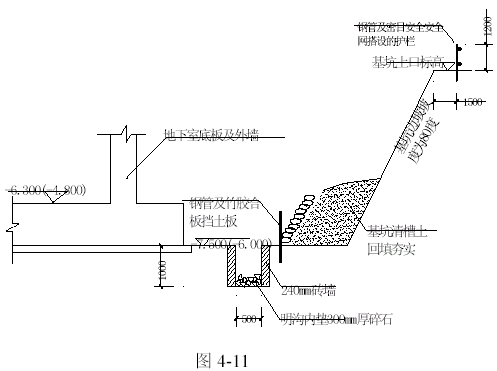 钢管及密目安全安全
网搭设的护栏
1200
基坑上口标高
1500
基坑边坡坡
度为80度
地下室底板及外墙
-6.300(-4.800)
钢管及竹胶合
板挡土板
-7.500(-6.000)
基坑清槽土
回填夯实
1000
240mm砖墙
500
明沟内垫300mm厚碎石
图 4-11